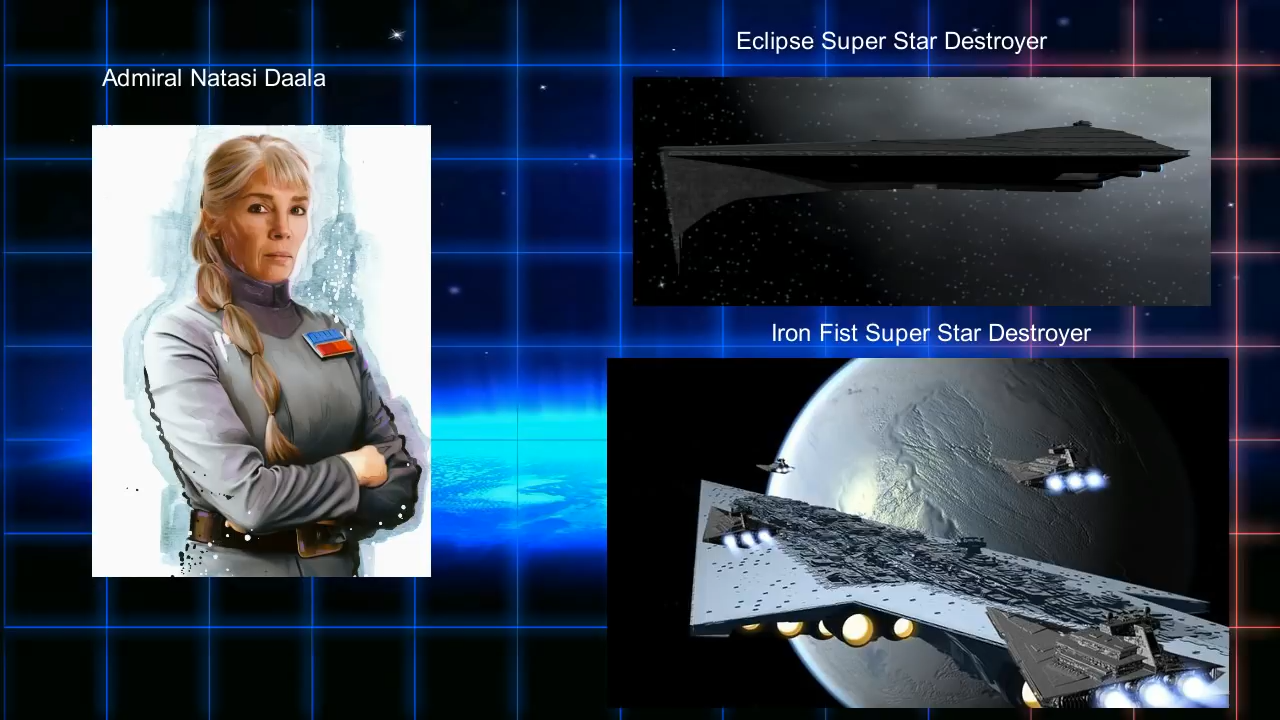 Admiral Natasi Daala
Eclipse Super Star Destroyer
Iron Fist Super Star Destroyer